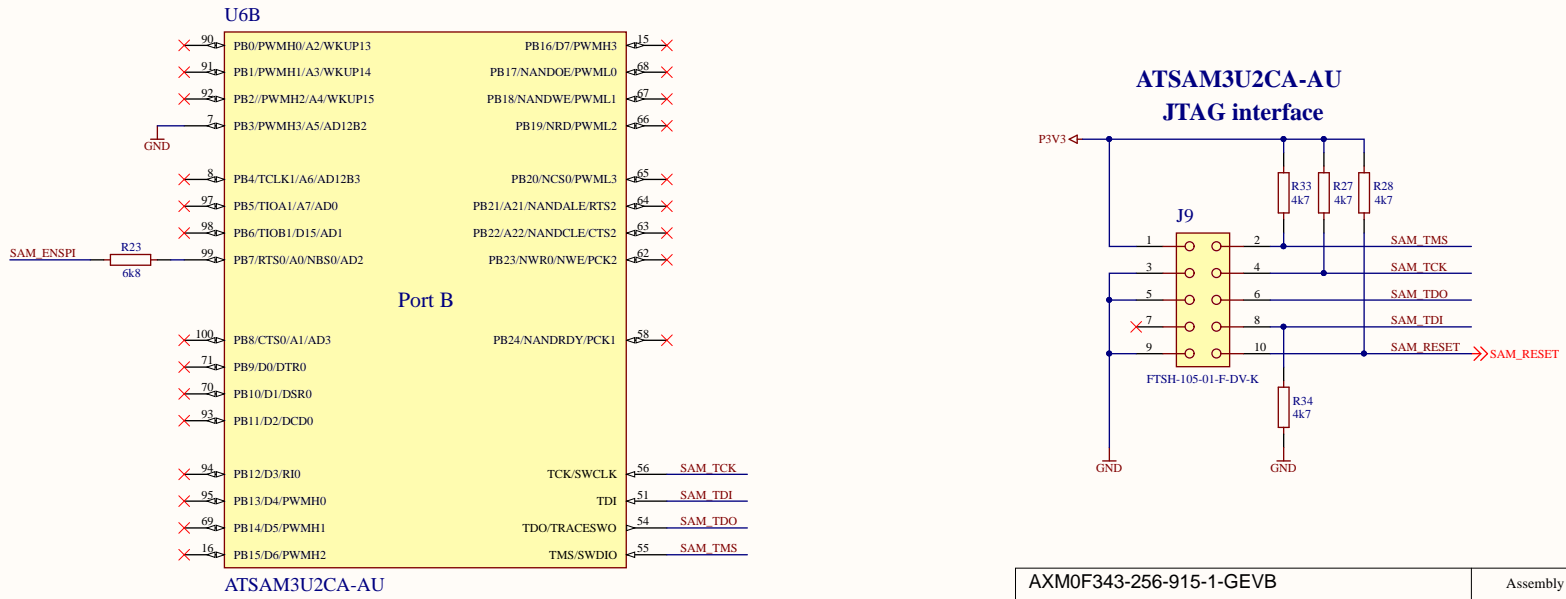 U6B
90 PB0/PWMH0/A2/WKUP13 PB16/D7/PWMH3 15
91 PB1/PWMH1/A3/WKUP14 PB17/NANDOE/PWML0 68
92 PB2//PWMH2/A4/WKUP15 PB18/NANDWE/PWML1 67
7 PB3/PWMH3/A5/AD12B2 PB19/NRD/PWML2 66
GND
8 PB4/TCLK1/A6/AD12B3 PB20/NCS0/PWML3 65
97 PB5/TIOA1/A7/AD0 PB21/A21/NANDALE/RTS2 64
98 PB6/TIOB1/D15/AD1 PB22/A22/NANDCLE/CTS2 63
SAM_ENSPI R23 99 PB7/RTS0/A0/NBS0/AD2 PB23/NWR0/NWE/PCK2 62
6k8
Port B
100 PB8/CTS0/A1/AD3 PB24/NANDRDY/PCK1 58
71 PB9/D0/DTR0
70 PB10/D1/DSR0
93 PB11/D2/DCD0
94 PB12/D3/RI0 TCK/SWCLK 56 SAM_TCK
95 PB13/D4/PWMH0 TDI 51 SAM_TDI
69 PB14/D5/PWMH1 TDO/TRACESWO 54 SAM_TDO
16 PB15/D6/PWMH2 TMS/SWDIO 55 SAM_TMS
ATSAM3U2CA-AU
ATSAM3U2CA-AU
JTAG interface
P3V3
R33 R27 R28
4k7 4k7 4k7
J9
1 2 SAM_TMS
3 4 SAM_TCK
5 6 SAM_TDO
7 8 SAM_TDI
9 10 SAM_RESET SAM_RESET
FTSH-105-01-F-DV-K
R34
4k7
GND GND
AXM0F343-256-915-1-GEVB Assembly